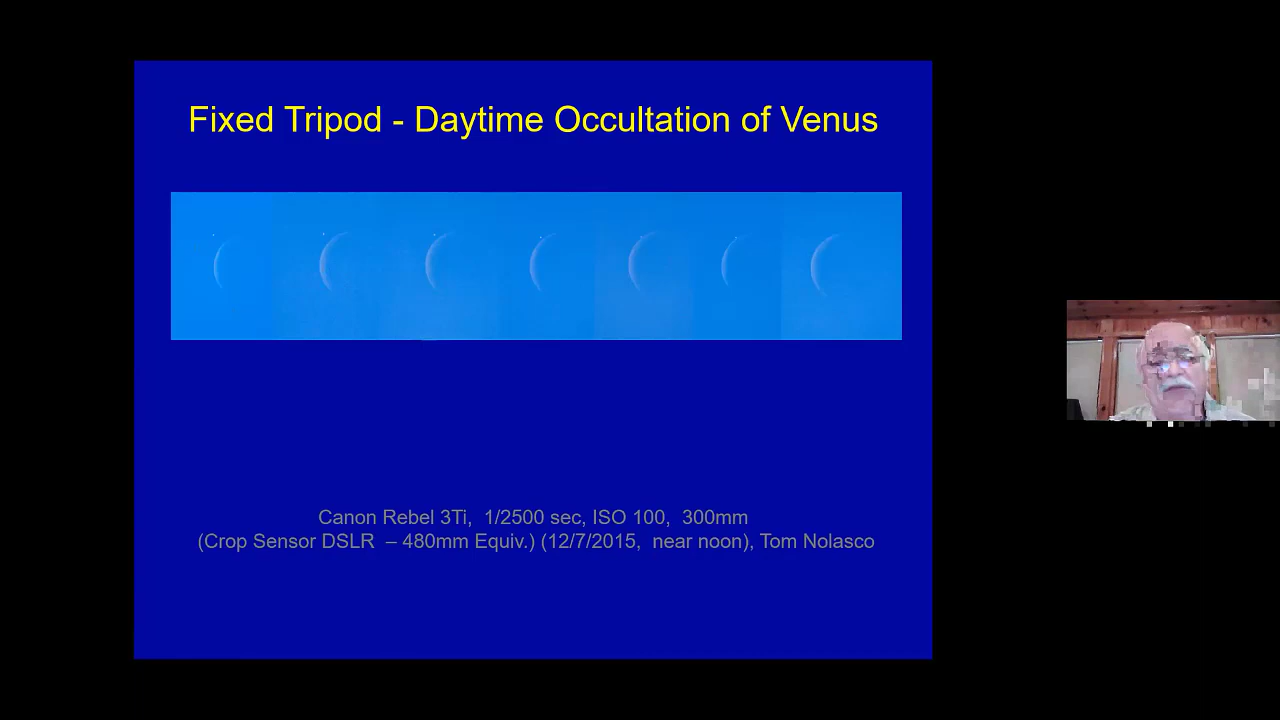 Fixed Tripod - Daytime Occultation of Venus
Canon Rebel 3Ti, 1/2500 sec, ISO 100, 300mm
(Crop Sensor DSLR – 480mm Equiv.) (12/7/2015, near noon), Tom Nolasco